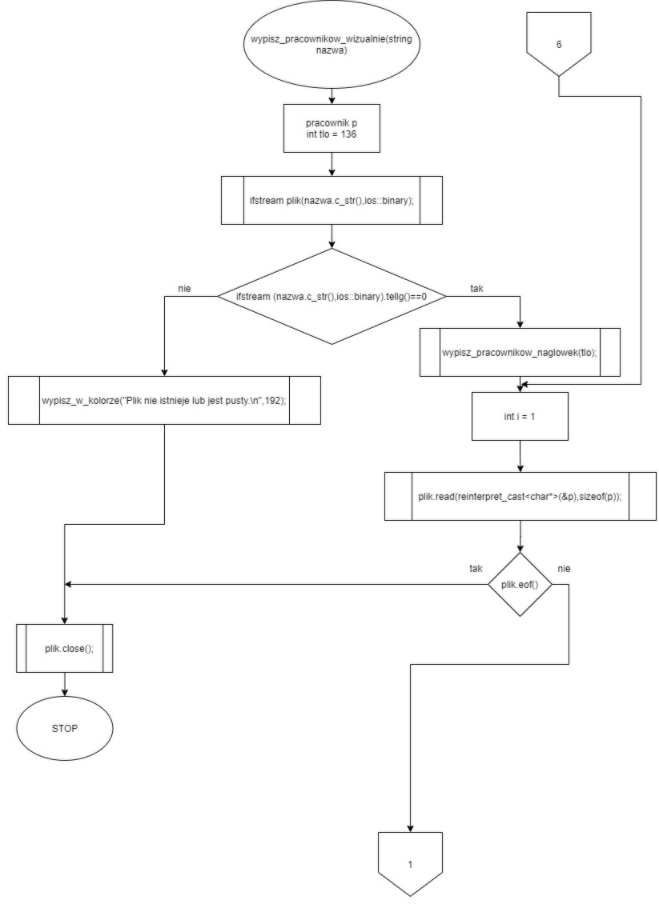 wypisz_pracownikow_wizualnie(string
nazwa)
6
pracownik p
int tlo = 136
ifstream plik(nazwa.c_str(),ios::binary);
nie
ifstream (nazwa.c_str(),ios::binary).tellg()==0
tak
wypisz_pracownikow_naglowek(tlo);
wypisz_w_kolorze("Plik nie istnieje lub jest pusty.\n",192);
int i = 1
plik.read(reinterpret_cast<char*>(&p),sizeof(p));
tak
nie
plik.eof()
plik.close();
STOP
1